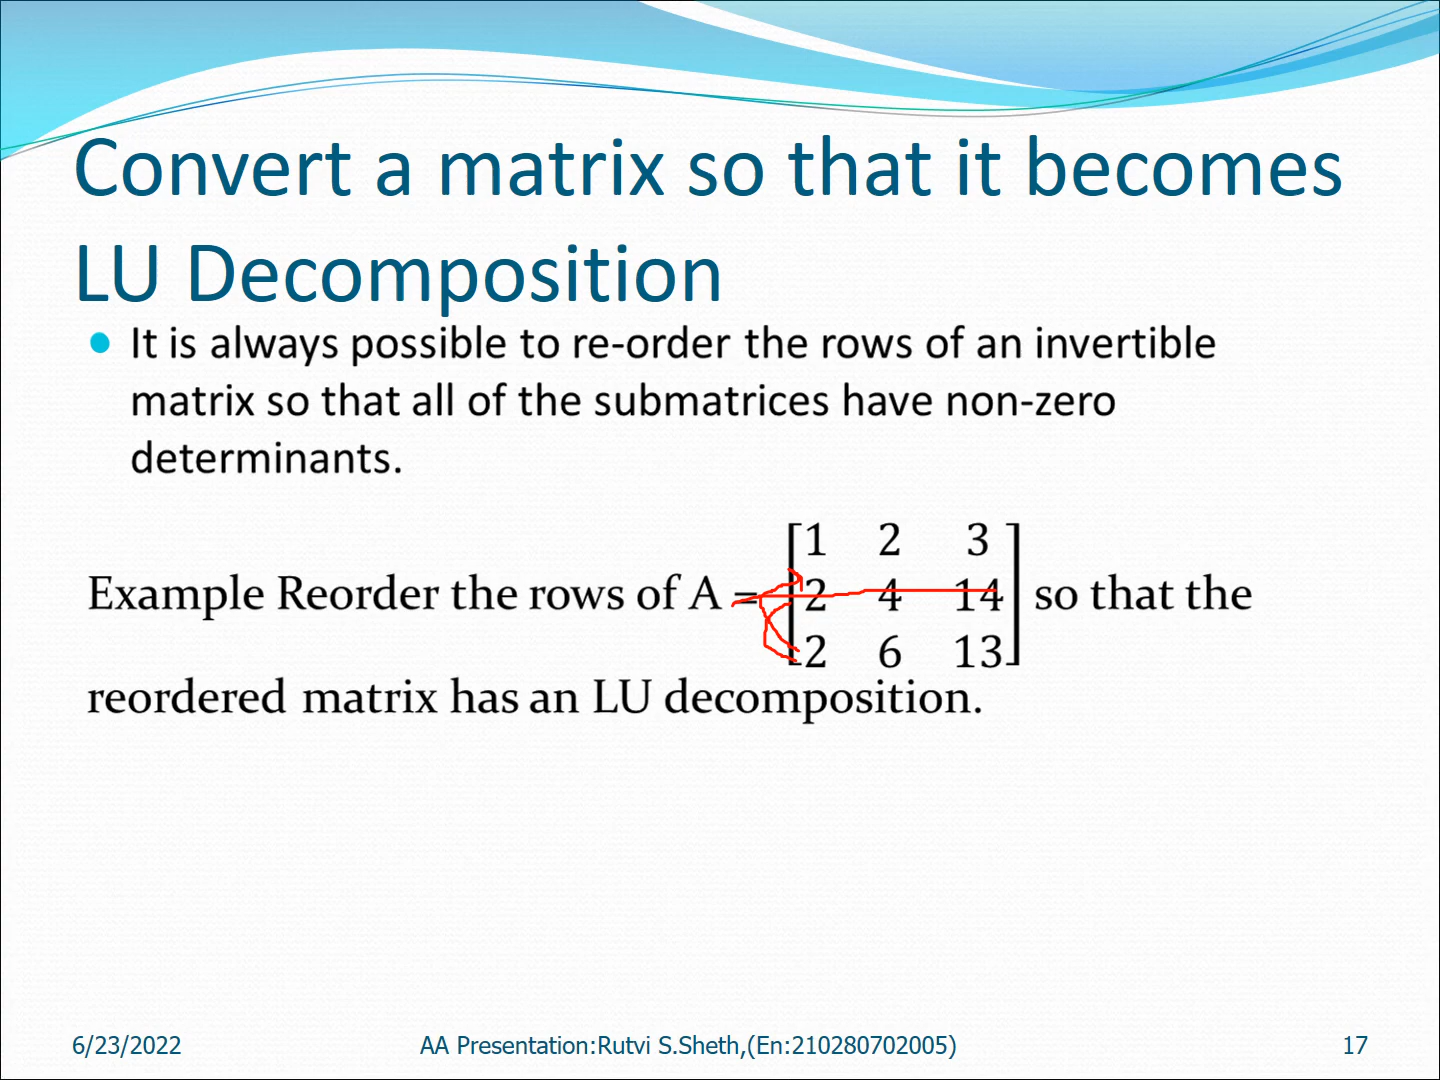 Convert a matrix so that it becomes
LU Decomposition
It is always possible to re-order the rows of an invertible
matrix so that all of the submatrices have non-zero
determinants.
1 2 3
Example Reorder the rows of A = 2 4 14 so that the
2 6 13
reordered matrix has an LU decomposition.
6/23/2022 AA Presentation:Rutvi S.Sheth,(En:210280702005) 17